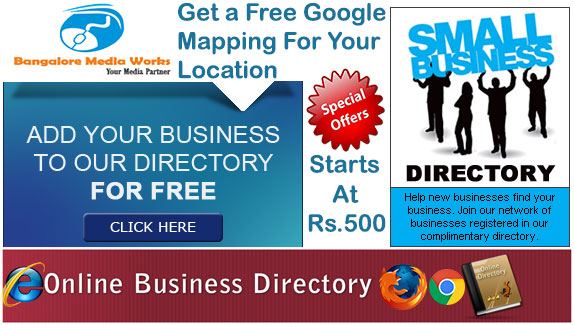 Bangalore Media Works
Your Media Partner
Get a Free Google
Mapping For Your
Location
ADD YOUR BUSINESS
TO OUR DIRECTORY
FOR FREE
CLICK HERE
Special
Offers
Starts
At
Rs.500
SMALL
BUSINESS
DIRECTORY
Help new businesses find your
business. Join our network of
businesses registered in our
complimentary directory.
Online Business Directory
Online
Directory